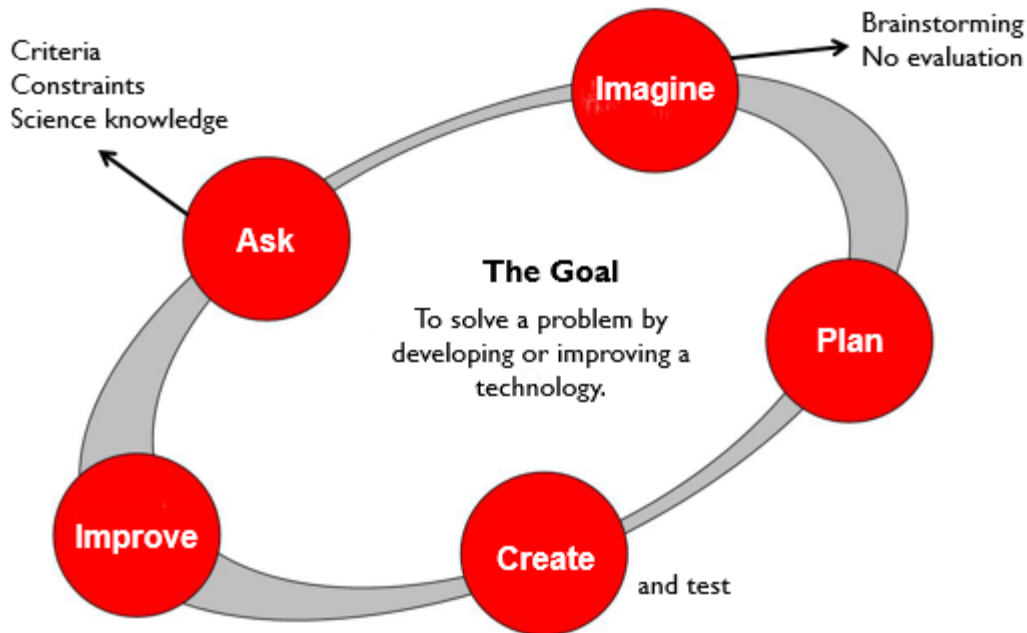 Brainstorming
No evaluation
Criteria
Constraints
Science knowledge
Imagine
Ask
The Goal
To solve a problem by
developing or improving a
technology.
Plan
Improve
Create
and test